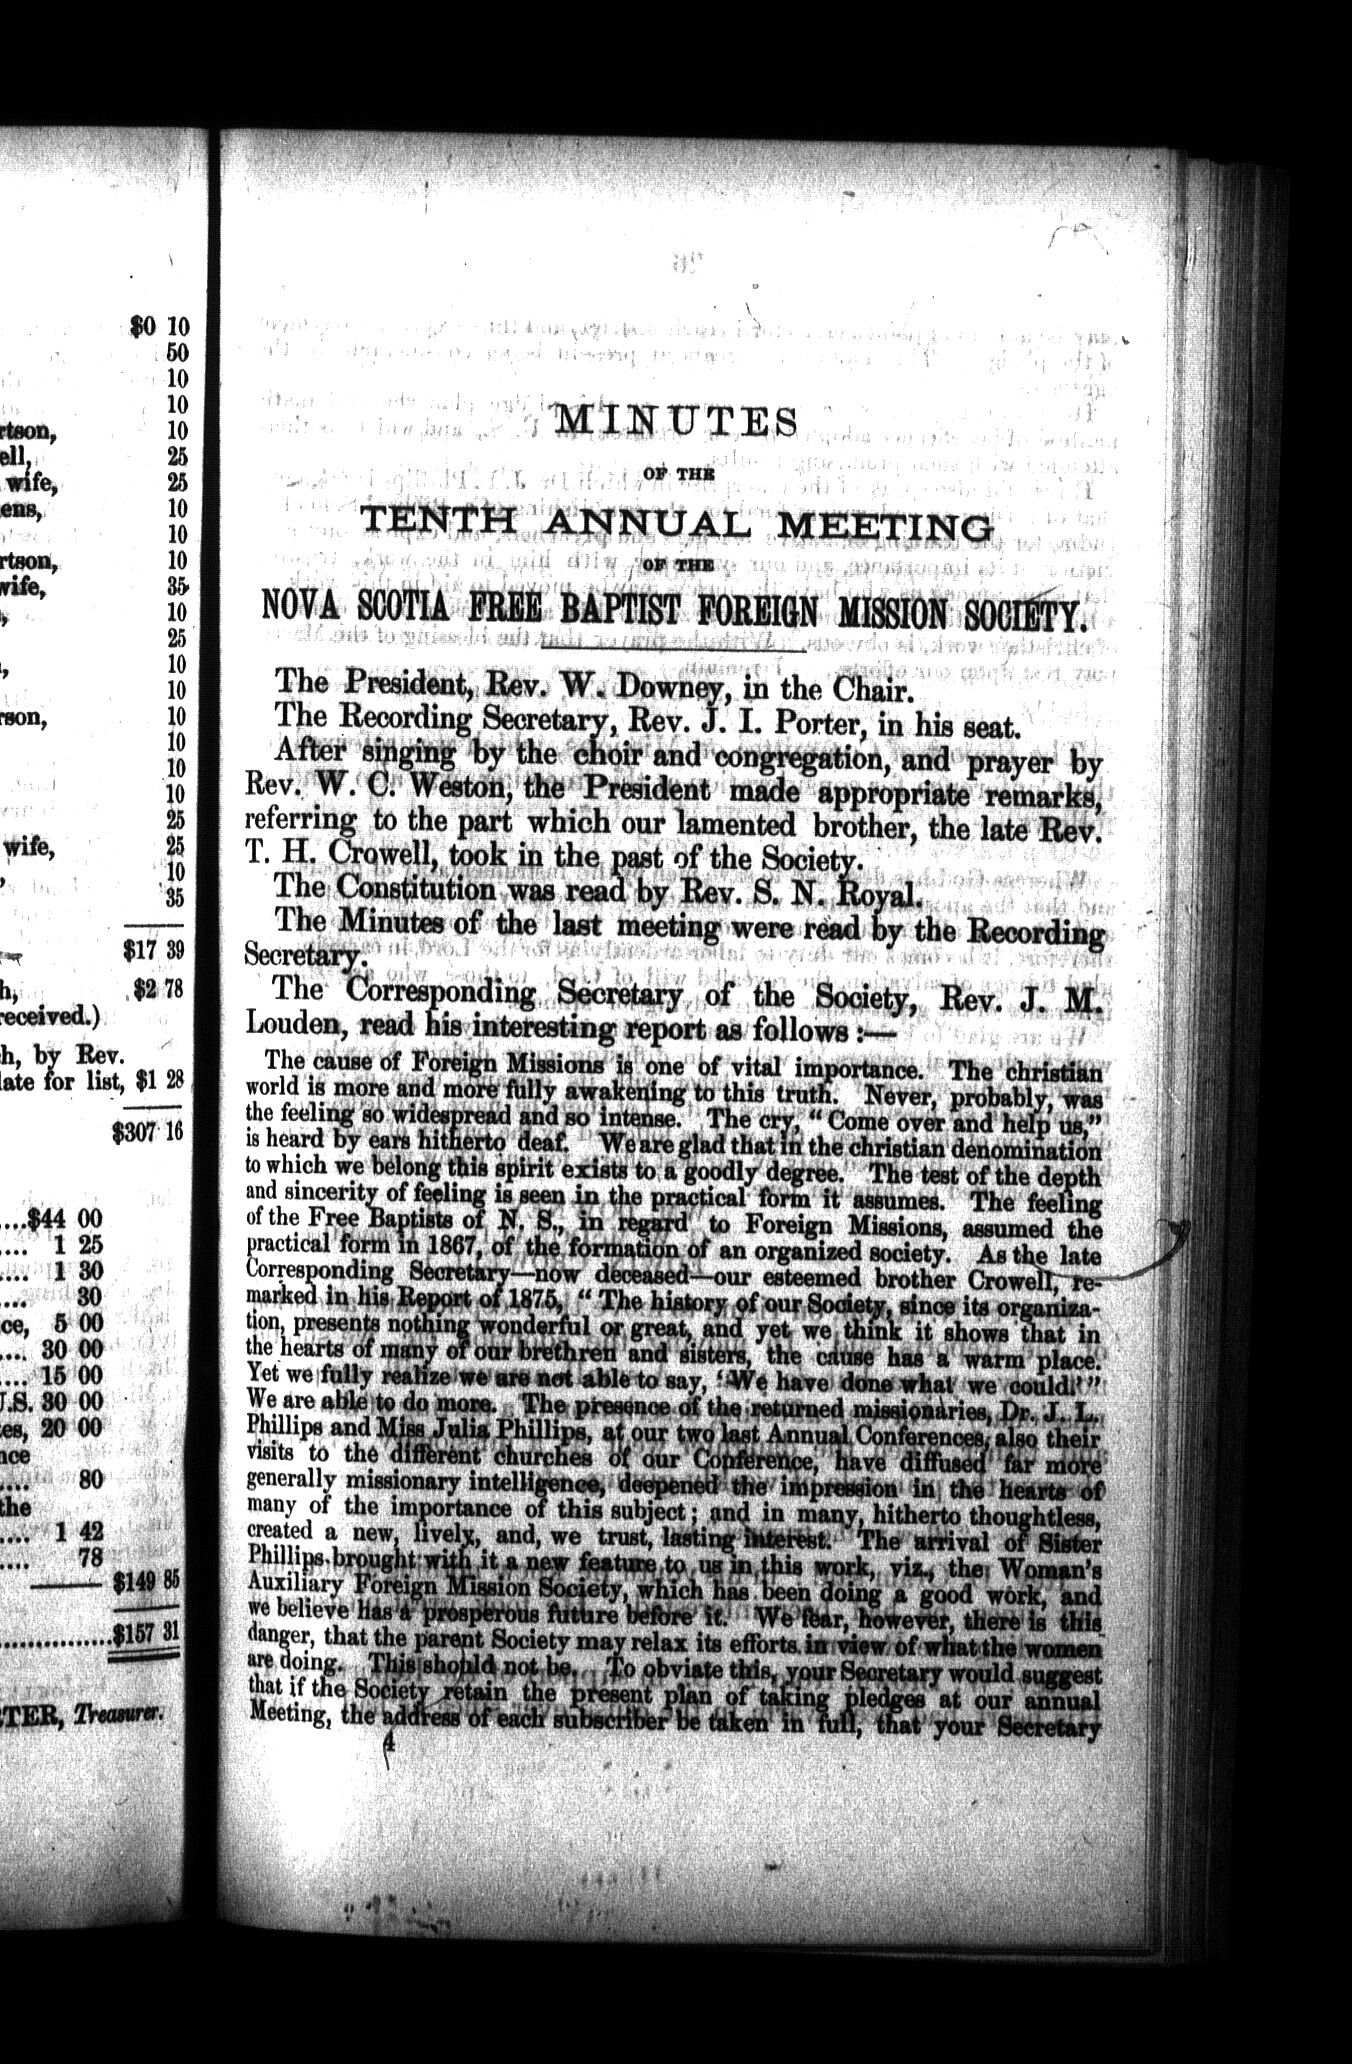 $0 10
50
10
10
rtson, 10
ell, 25
wife, 25
ens, 10
10
rtson, 10
wife, 35
10
25
10
10
rson, 10
10
10
10
25
wife, 25
10
35
$17 39
h, $2 78
received.)
h, by Rev.
late for list, $1 28
$307 16
....$44 00
.... 1 25
.... 1 30
.... 30
ce, 5 00
.... 30 00
.... 15 00
J.S. 30 00
es, 20 00
nce
.... 80
the
.... 1 42
.... 78
$149 85
...............$157 31
TER, Treasurer.
MINUTES
OF THE
TENTH ANNUAL MEETING
OF THE
NOVA SCOTIA FREE BAPTIST FOREIGN MISSION SOCIETY.
The President, Rev. W. Downey, in the Chair.
The Recording Secretary, Rev. J. I. Porter, in his seat.
After singing by the choir and congregation, and prayer by
Rev. W. C. Weston, the President made appropriate remarks,
referring to the part which our lamented brother, the late Rev.
T. H. Crowell, took in the past of the Society.
The Constitution was read by Rev. S. N. Royal.
The Minutes of the last meeting were read by the Recording
Secretary.
The Corresponding Secretary of the Society, Rev. J. M.
Louden, read his interesting report as follows :—
The cause of Foreign Missions is one of vital importance. The christian
world is more and more fully awakening to this truth. Never, probably, was
the feeling so widespread and so intense. The cry, "Come over and help us,"
is heard by ears hitherto deaf. We are glad that in the christian denomination
to which we belong this spirit exists to a goodly degree. The test of the depth
and sincerity of feeling is seen in the practical form it assumes. The feeling
of the Free Baptists of N. S., in regard to Foreign Missions, assumed the
practical form in 1867, of the formation of an organized society. As the late
Corresponding Secretary—now deceased—our esteemed brother Crowell, re-
marked in his Report of 1875, "The history of our Society, since its organiza-
tion, presents nothing wonderful or great, and yet we think it shows that in
the hearts of many of our brethren and sisters, the cause has a warm place.
Yet we fully realize we are not able to say, 'We have done what we could.'"
We are able to do more. The presence of the returned missionaries, Dr. J. L.
Phillips and Miss Julia Phillips, at our two last Annual Conferences, also their
visits to the different churches of our Conference, have diffused far more
generally missionary intelligence, deepened the impression in the hearts of
many of the importance of this subject; and in many, hitherto thoughtless,
created a new, lively, and, we trust, lasting interest. The arrival of Sister
Phillips brought with it a new feature to us in this work, viz., the Woman's
Auxiliary Foreign Mission Society, which has been doing a good work, and
we believe has a prosperous future before it. We fear, however, there is this
danger, that the parent Society may relax its efforts in view of what the women
are doing. This should not be. To obviate this, your Secretary would suggest
that if the Society retain the present plan of taking pledges at our annual
Meeting, the address of each subscriber be taken in full, that your Secretary
4